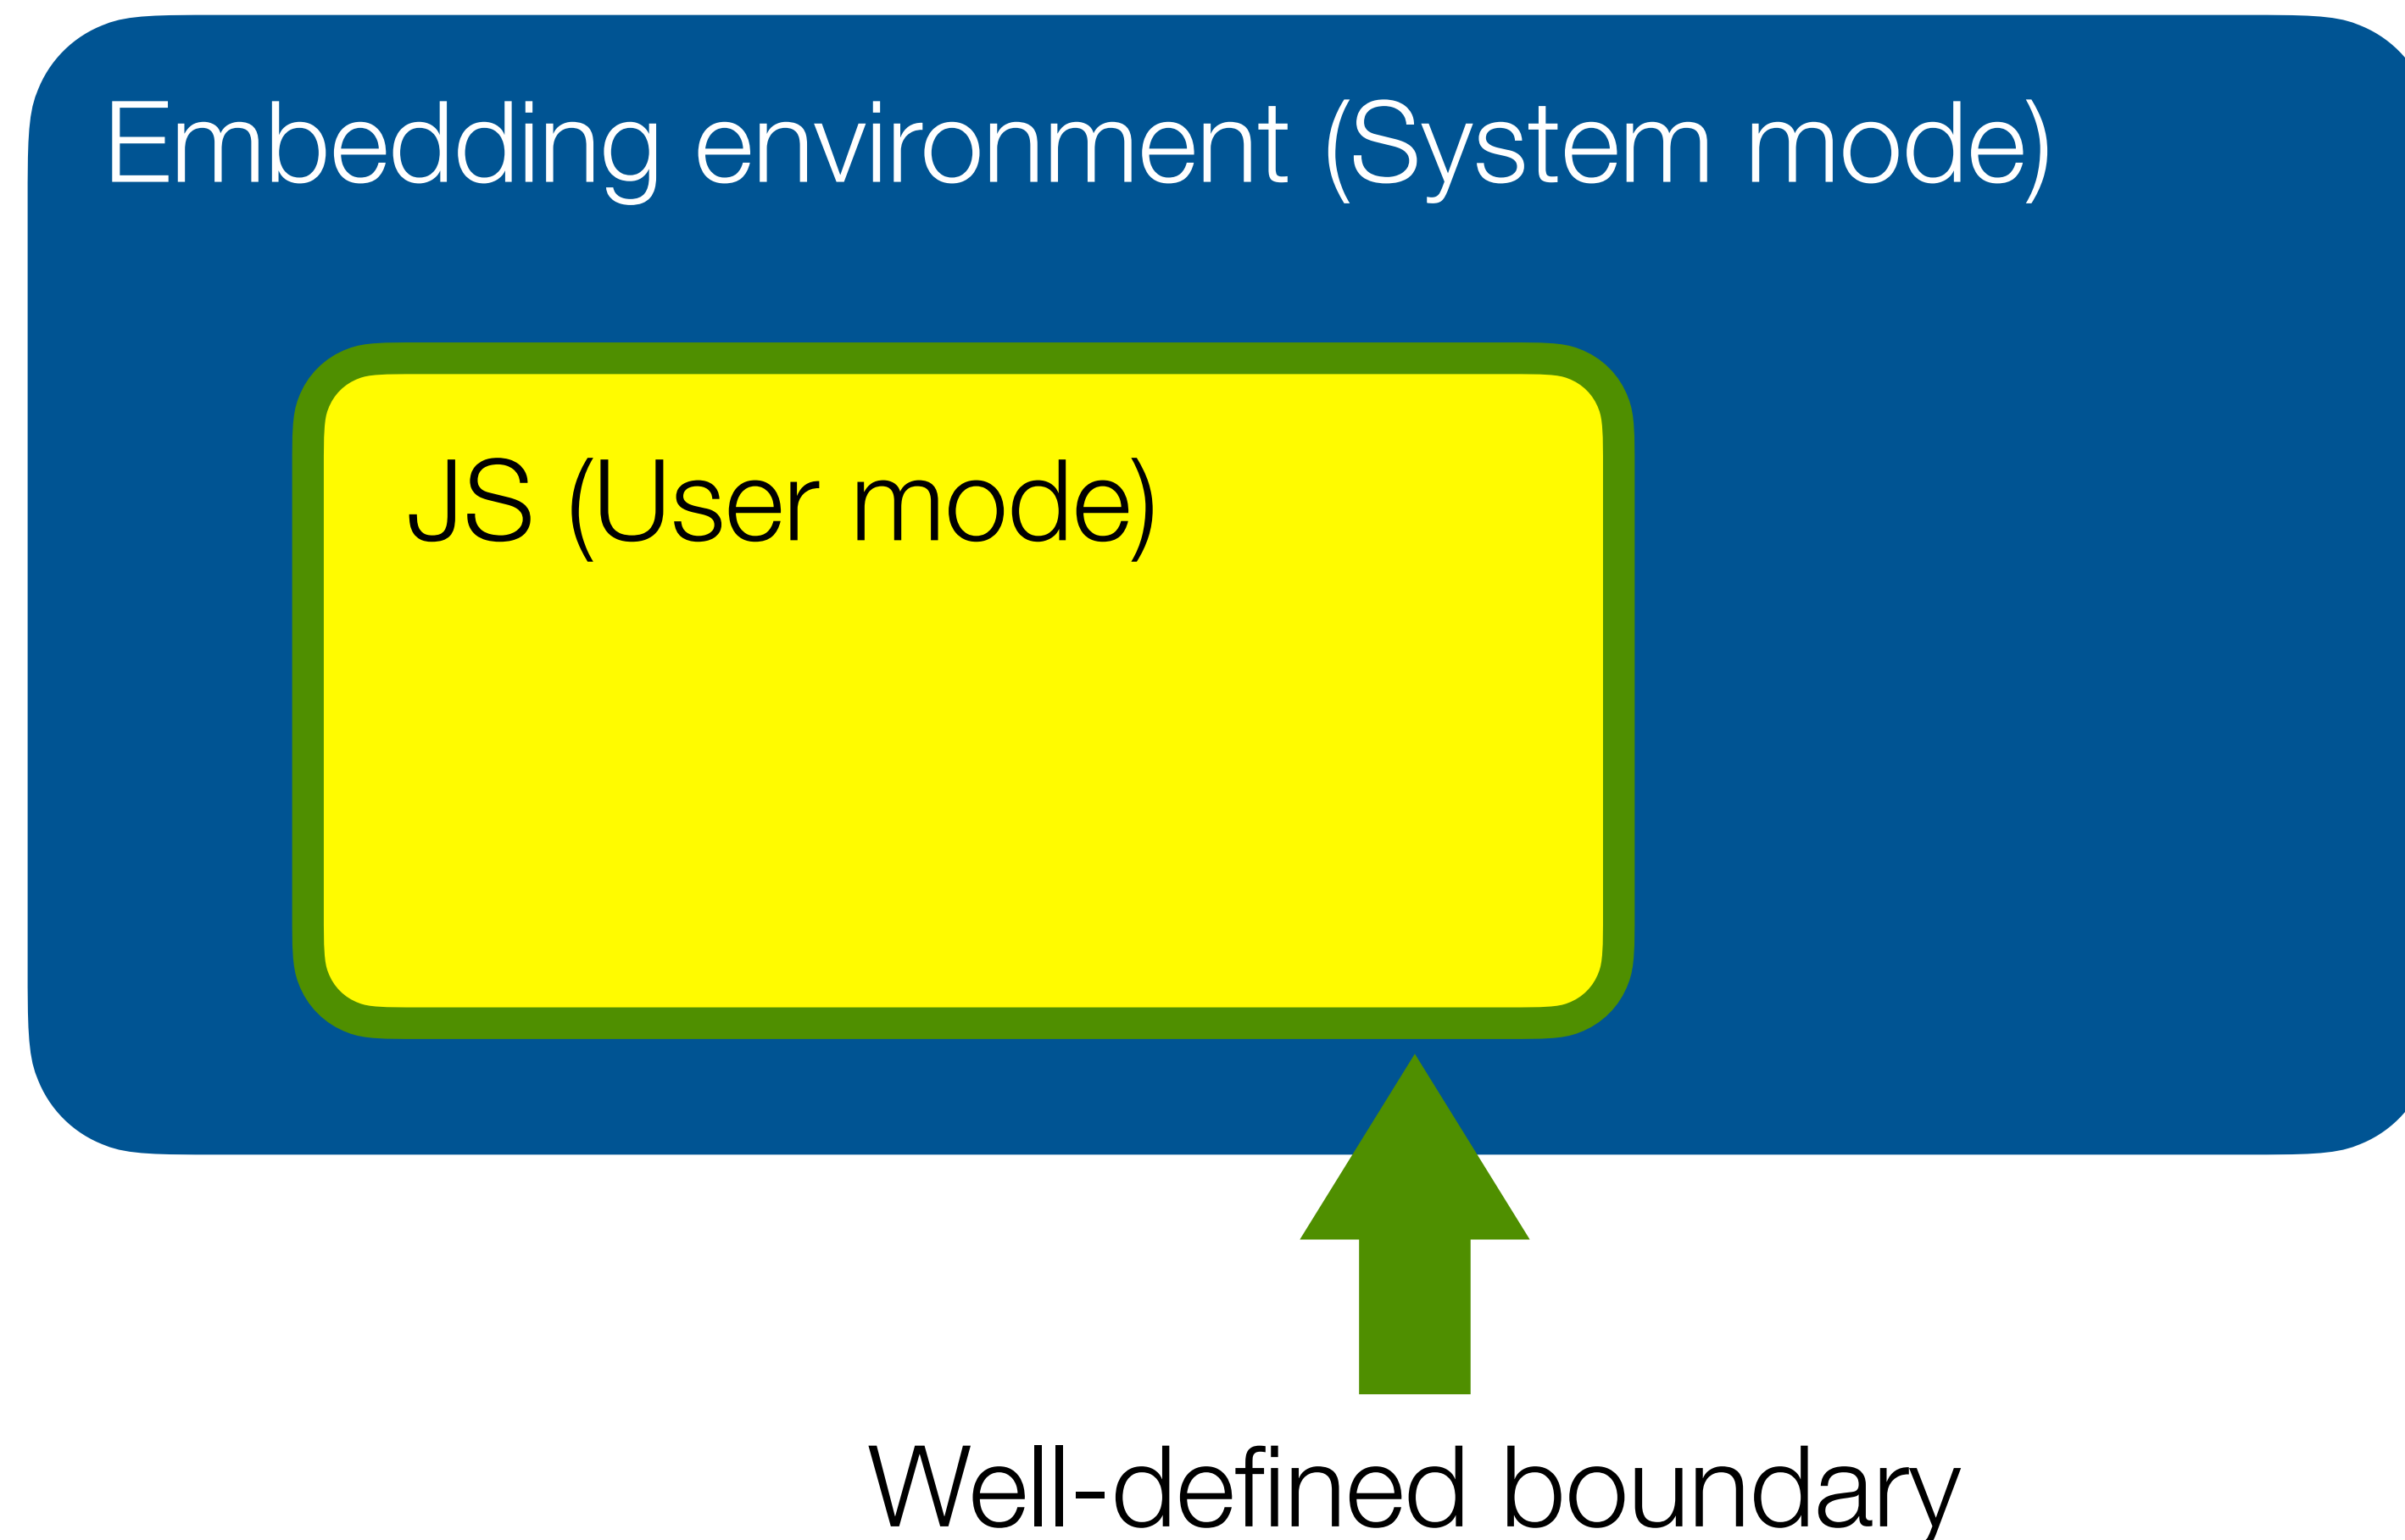 Embedding environment (System mode)
JS (User mode)
Well-defined boundary